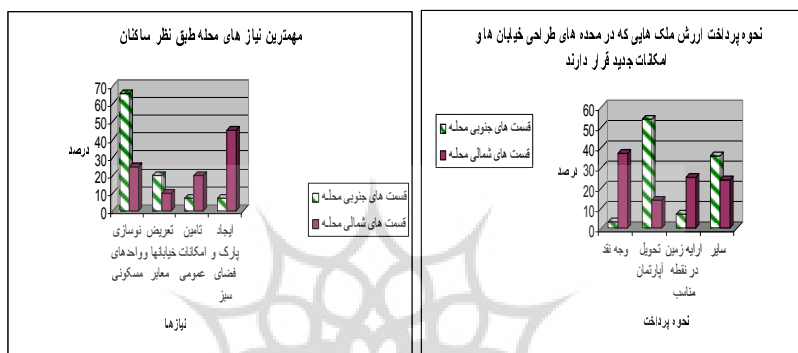 نحوه پرداخت ارزش ملک هایی که در محده های طراحی خیابان ها و
امکانات جدید قرار دارند
قسمت های جنوبی محله
قسمت های شمالی محله
درصد
60
50
40
30
20
10
0
وجه نقد
تحویل
آپارتمان
ارایه زمین
در نقطه
مناسب
سایر
نحوه پرداخت
مهمترین نیاز های محله طبق نظر ساکنان
درصد
70
60
50
40
30
20
10
0
نوسازی
واحدهای
مسکونی
تعریض
خیابانها و
معابر
تامین
امکانات
عمومی
ایجاد
پارک و
فضای
سبز
نیازها
قسمت های جنوبی محله
قسمت های شمالی محله